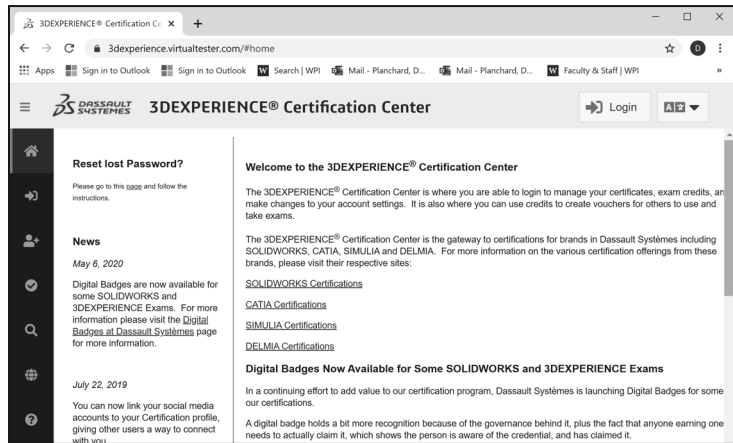 3DEXPERIENCE® Certification Ce
3dexperience.virtualtester.com/#home
D
Apps Sign in to Outlook Sign in to Outlook W Search | WPI Mail - Planchard, D... Mail - Planchard, D... W Faculty & Staff | WPI »
DASSAULT SYSTEMES 3DEXPERIENCE® Certification Center Login
Reset lost Password?
Please go to this page and follow the
instructions.
News
May 6, 2020
Digital Badges are now available for
some SOLIDWORKS and
3DEXPERIENCE Exams. For more
information please visit the Digital
Badges at Dassault Systèmes page
for more information.
July 22, 2019
You can now link your social media
accounts to your Certification profile,
giving other users a way to connect
with you
Welcome to the 3DEXPERIENCE® Certification Center
The 3DEXPERIENCE® Certification Center is where you are able to login to manage your certificates, exam credits, an
make changes to your account settings. It is also where you can use credits to create vouchers for others to use and
take exams.
The 3DEXPERIENCE® Certification Center is the gateway to certifications for brands in Dassault Systèmes including
SOLIDWORKS, CATIA, SIMULIA and DELMIA. For more information on the various certification offerings from these
brands, please visit their respective sites:
SOLIDWORKS Certifications
CATIA Certifications
SIMULIA Certifications
DELMIA Certifications
Digital Badges Now Available for Some SOLIDWORKS and 3DEXPERIENCE Exams
In a continuing effort to add value to our certification program, Dassault Systèmes is launching Digital Badges for some
our certifications.
A digital badge holds a bit more recognition because of the governance behind it, plus the fact that anyone earning one
needs to actually claim it, which shows the person is aware of the credential, and has claimed it.